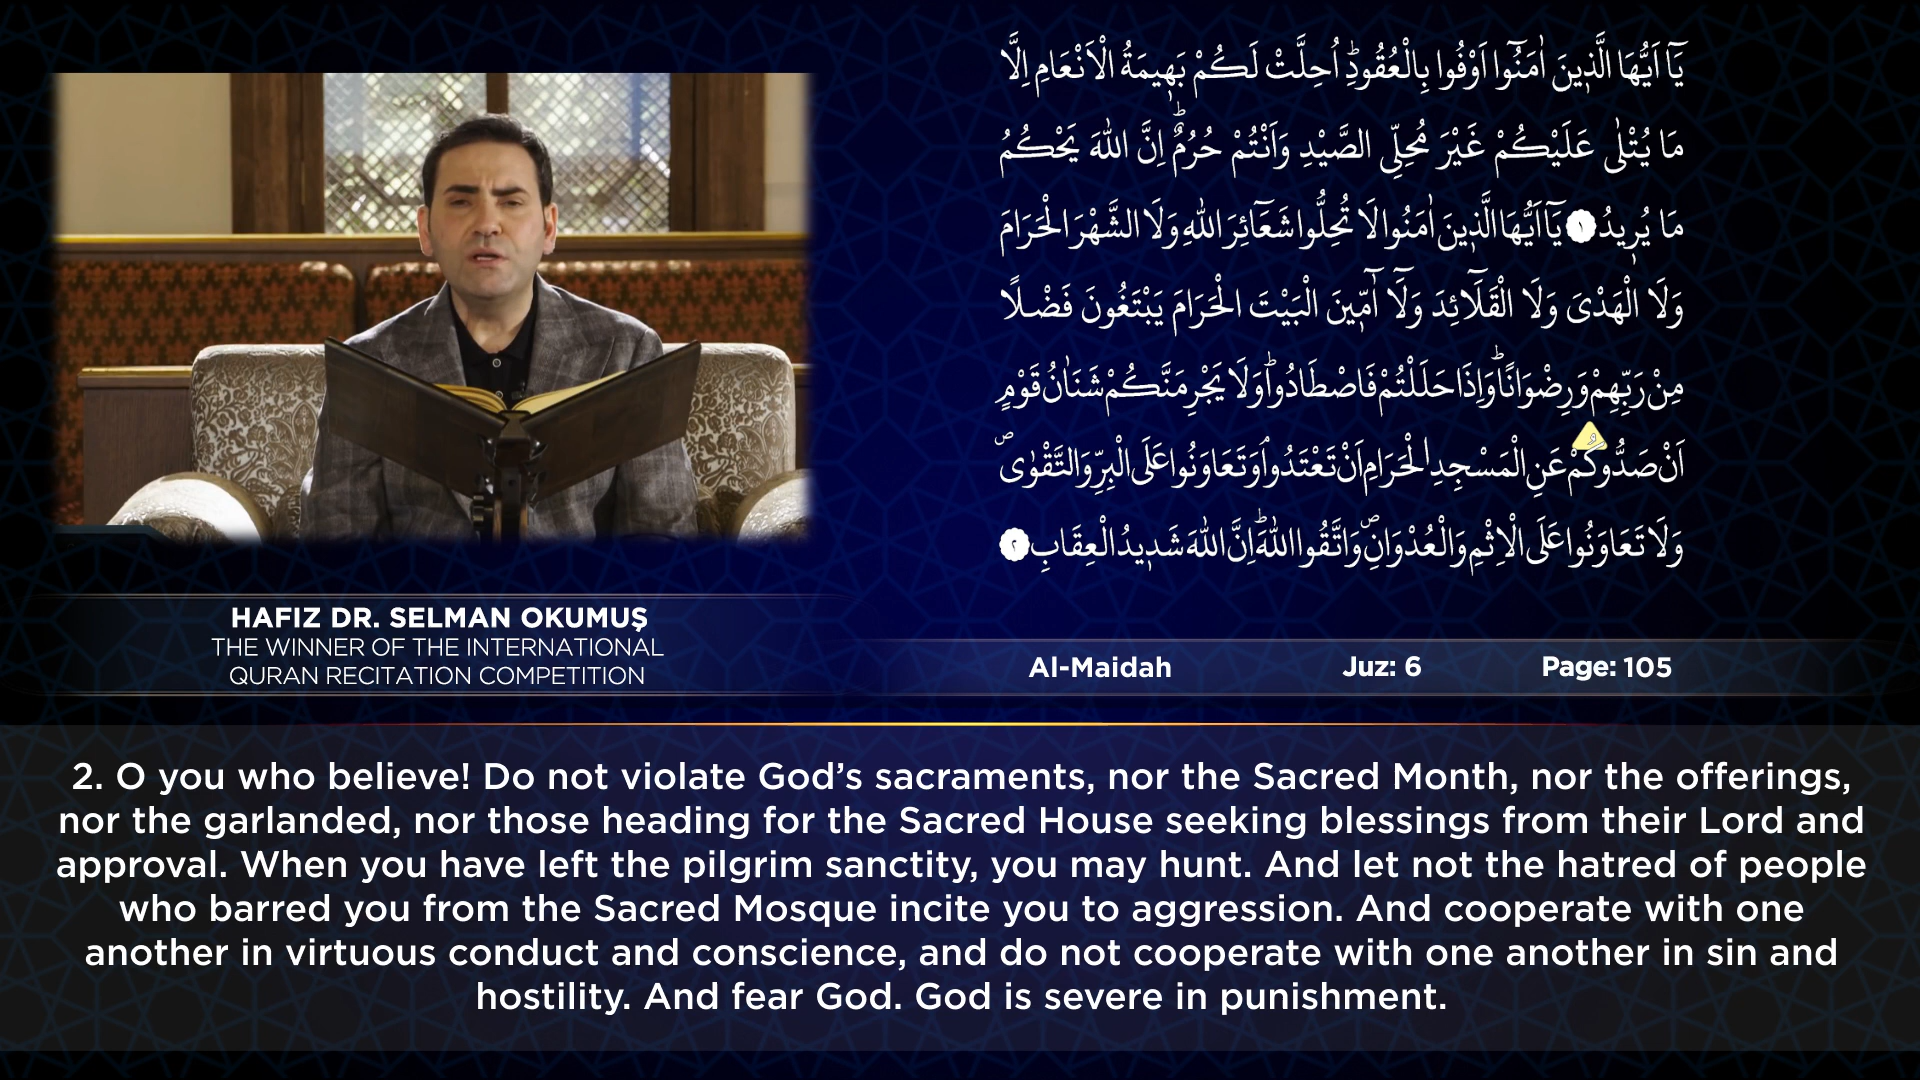 يَٓا اَيُّهَا الَّذ۪ينَ اٰمَنُٓوا اَوْفُوا بِالْعُقُودِۜ اُحِلَّتْ لَكُمْ بَه۪يمَةُ الْاَنْعَامِ اِلَّا
مَا يُتْلٰى عَلَيْكُمْ غَيْرَ مُحِلِّي الصَّيْدِ وَاَنْتُمْ حُرُمٌۜ اِنَّ اللّٰهَ يَحْكُمُ
مَا يُر۪يدُ ﴿١﴾ يَٓا اَيُّهَا الَّذ۪ينَ اٰمَنُوا لَا تُحِلُّوا شَعَٓائِرَ اللّٰهِ وَلَا الشَّهْرَ الْحَرَامَ
وَلَا الْهَدْيَ وَلَا الْقَلَٓائِدَ وَلَٓا آٰمّ۪ينَ الْبَيْتَ الْحَرَامَ يَبْتَغُونَ فَضْلًا
مِنْ رَبِّهِمْ وَرِضْوَانًاۜ وَاِذَا حَلَلْتُمْ فَاصْطَادُواۜ وَلَا يَجْرِمَنَّكُمْ شَنَاٰنُ قَوْمٍ
اَنْ صَدُّوكُمْ عَنِ الْمَسْجِدِ الْحَرَامِ اَنْ تَعْتَدُواۢ وَتَعَاوَنُوا عَلَى الْبِرِّ وَالتَّقْوٰىۖ
وَلَا تَعَاوَنُوا عَلَى الْاِثْمِ وَالْعُدْوَانِۖ وَاتَّقُوا اللّٰهَۜ اِنَّ اللّٰهَ شَد۪يدُ الْعِقَابِ ﴿٢﴾
HAFIZ DR. SELMAN OKUMUŞ
THE WINNER OF THE INTERNATIONAL
QURAN RECITATION COMPETITION
Al-Maidah Juz: 6 Page: 105
2. O you who believe! Do not violate God’s sacraments, nor the Sacred Month, nor the offerings,
nor the garlanded, nor those heading for the Sacred House seeking blessings from their Lord and
approval. When you have left the pilgrim sanctity, you may hunt. And let not the hatred of people
who barred you from the Sacred Mosque incite you to aggression. And cooperate with one
another in virtuous conduct and conscience, and do not cooperate with one another in sin and
hostility. And fear God. God is severe in punishment.